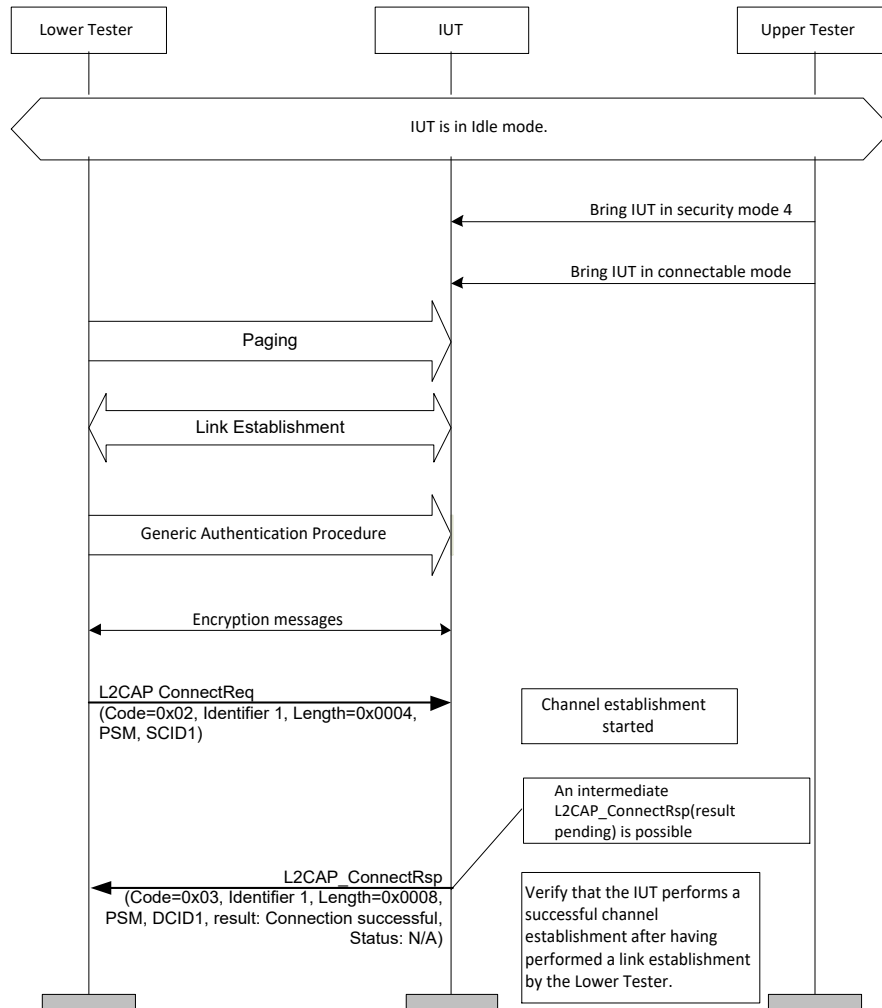 Lower Tester
IUT
Upper Tester
IUT is in Idle mode.
Bring IUT in security mode 4
Bring IUT in connectable mode
Paging
Link Establishment
Generic Authentication Procedure
Encryption messages
L2CAP ConnectReq
(Code=0x02, Identifier 1, Length=0x0004,
PSM, SCID1)
Channel establishment
started
An intermediate
L2CAP_ConnectRsp(result
pending) is possible
L2CAP_ConnectRsp
(Code=0x03, Identifier 1, Length=0x0008,
PSM, DCID1, result: Connection successful,
Status: N/A)
Verify that the IUT performs a
successful channel
establishment after having
performed a link establishment
by the Lower Tester.